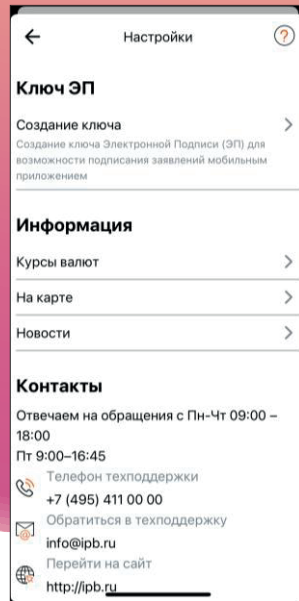 Настройки
?
Ключ ЭП
Создание ключа
Создание ключа Электронной Подписи (ЭП) для
возможности подписания заявлений мобильным
приложением
Информация
Курсы валют
На карте
Новости
Контакты
Отвечаем на обращения с Пн-Чт 09:00 –
18:00
Пт 9:00–16:45
Телефон техподдержки
+7 (495) 411 00 00
Обратиться в техподдержку
info@ipb.ru
Перейти на сайт
http://ipb.ru